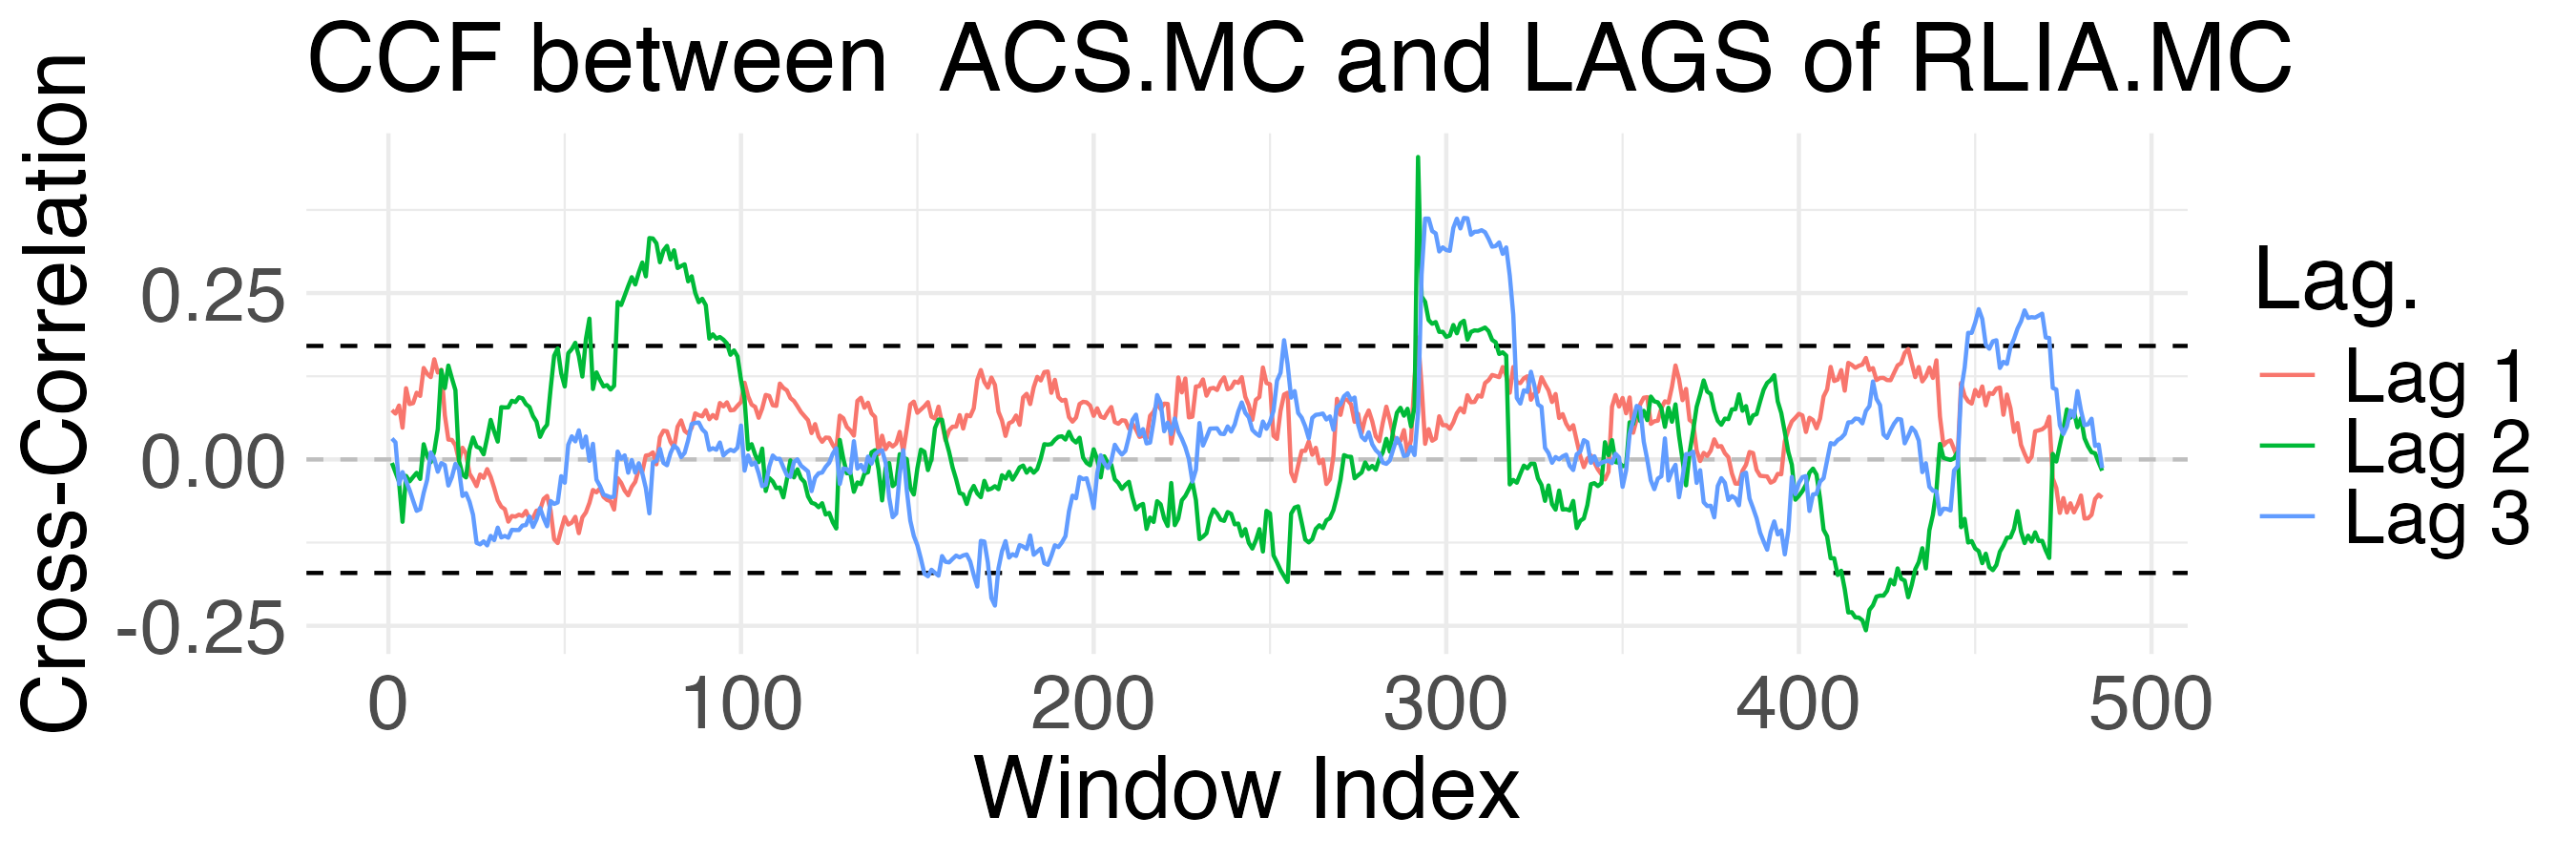 CCF between  ACS.MC and LAGS of RLIA.MC
Cross-Correlation
0.25
0.00
-0.25
0 100 200 300 400 500
Window Index
Lag.
Lag 1
Lag 2
Lag 3